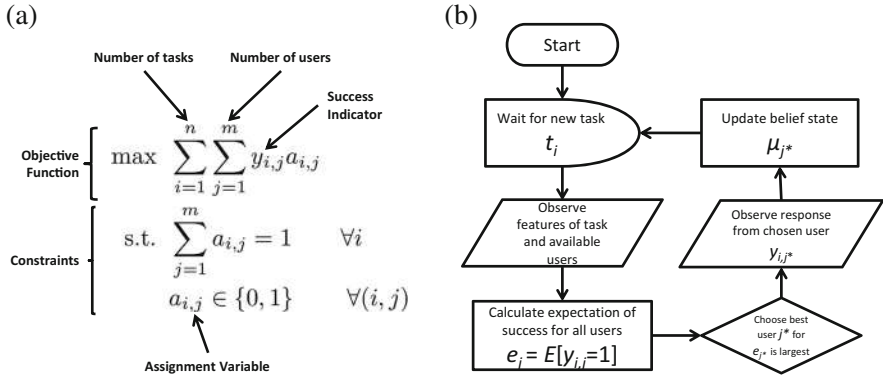 (a)
Number of tasks
Number of users
Success
Indicator
Objective
Function
max ∑_{i=1}^{n} ∑_{j=1}^{m} y_{i,j} a_{i,j}
Constraints
s.t. ∑_{j=1}^{m} a_{i,j} = 1 ∀i
a_{i,j} ∈ {0, 1} ∀(i, j)
Assignment Variable
(b)
Start
Wait for new task
t_i
Observe
features of task
and available
users
Calculate expectation of
success for all users
e_j = E[y_{i,j}=1]
Choose best
user j* for
e_{j*} is largest
Observe response
from chosen user
y_{i,j*}
Update belief state
μ_{j*}